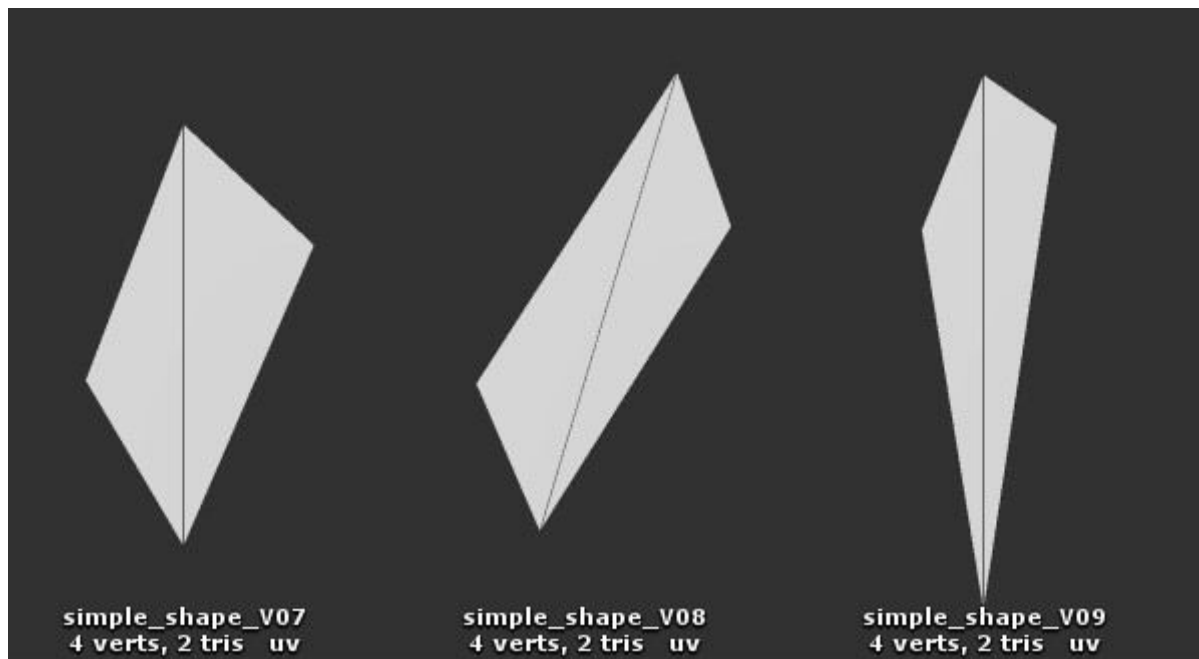 simple_shape_V07
4 verts, 2 tris uv
simple_shape_V08
4 verts, 2 tris uv
simple_shape_V09
4 verts, 2 tris uv